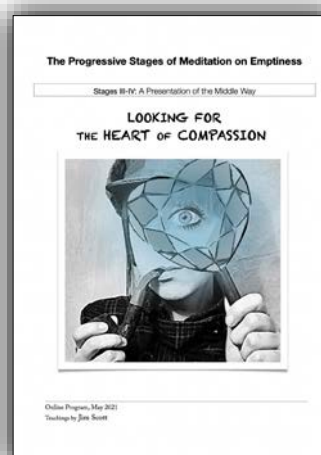 The Progressive Stages of Meditation on Emptiness
Stages III-IV: A Presentation of the Middle Way
LOOKING FOR
THE HEART OF COMPASSION
Online Program, May 2021
Teachings by Jim Scott